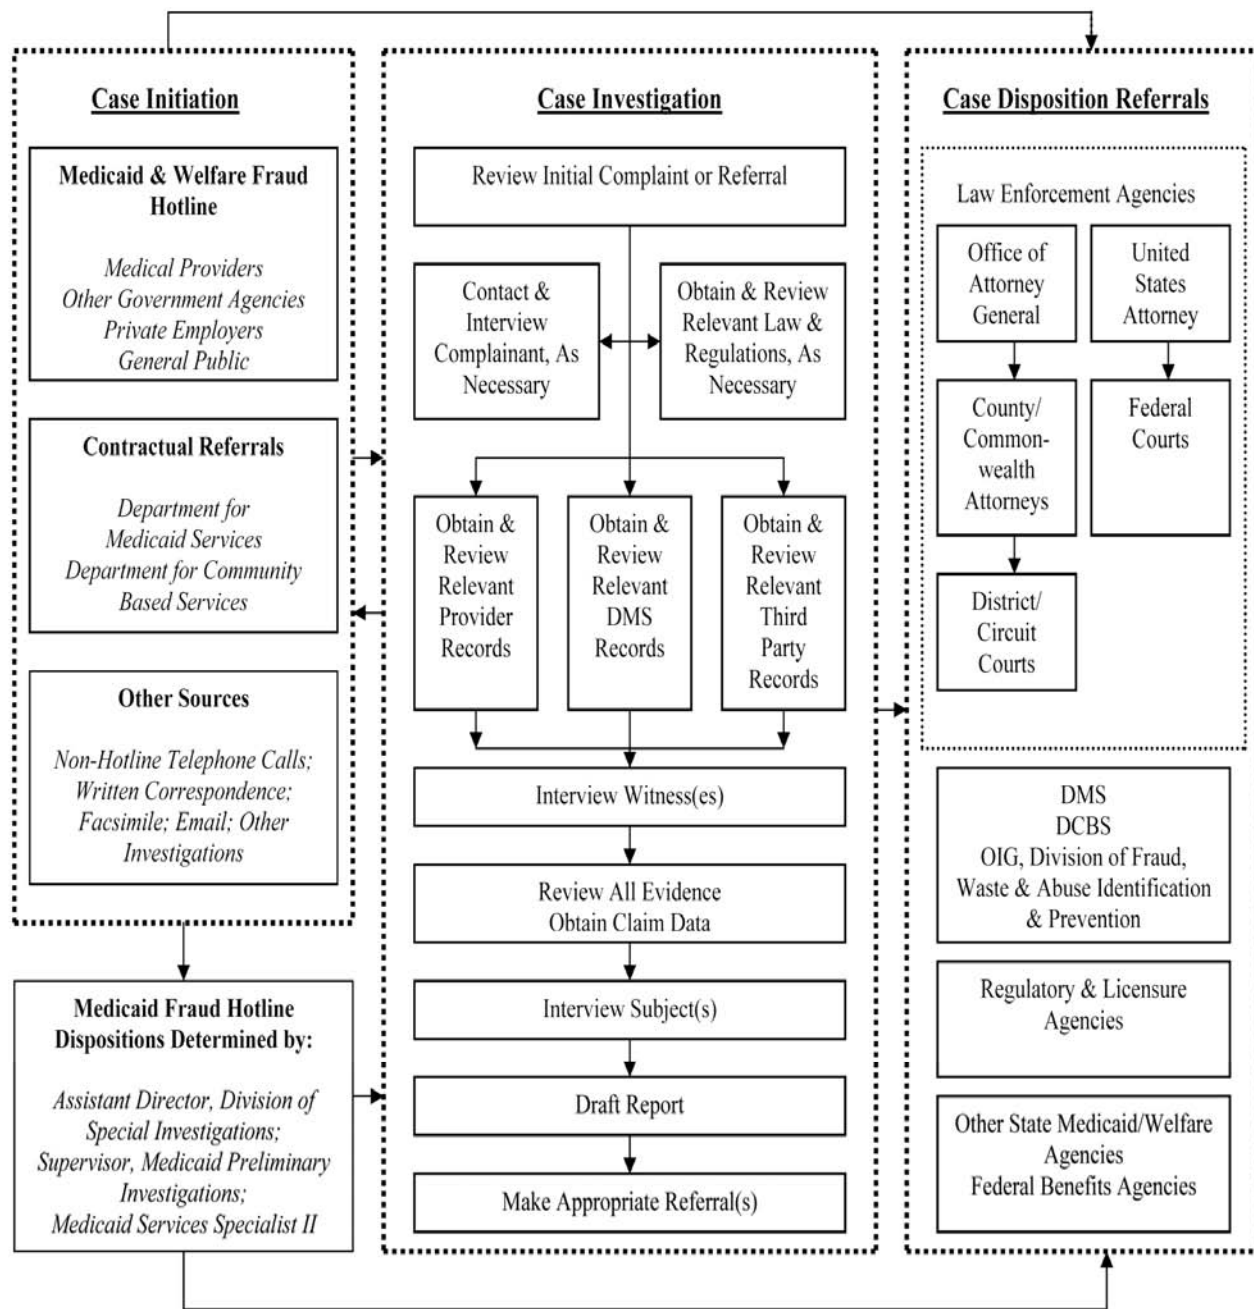 Case Initiation
Medicaid & Welfare Fraud
Hotline
Medical Providers
Other Government Agencies
Private Employers
General Public
Contractual Referrals
Department for
Medicaid Services
Department for Community
Based Services
Other Sources
Non-Hotline Telephone Calls;
Written Correspondence;
Facsimile; Email; Other
Investigations
Medicaid Fraud Hotline
Dispositions Determined by:
Assistant Director, Division of
Special Investigations;
Supervisor, Medicaid Preliminary
Investigations;
Medicaid Services Specialist II
Case Investigation
Review Initial Complaint or Referral
Contact &
Interview
Complainant, As
Necessary
Obtain & Review
Relevant Law &
Regulations, As
Necessary
Obtain &
Review
Relevant
Provider
Records
Obtain &
Review
Relevant
DMS
Records
Obtain &
Review
Relevant
Third
Party
Records
Interview Witness(es)
Review All Evidence
Obtain Claim Data
Interview Subject(s)
Draft Report
Make Appropriate Referral(s)
Case Disposition Referrals
Law Enforcement Agencies
Office of
Attorney
General
United
States
Attorney
County/
Common-
wealth
Attorneys
Federal
Courts
District/
Circuit
Courts
DMS
DCBS
OIG, Division of Fraud,
Waste & Abuse Identification
& Prevention
Regulatory & Licensure
Agencies
Other State Medicaid/Welfare
Agencies
Federal Benefits Agencies